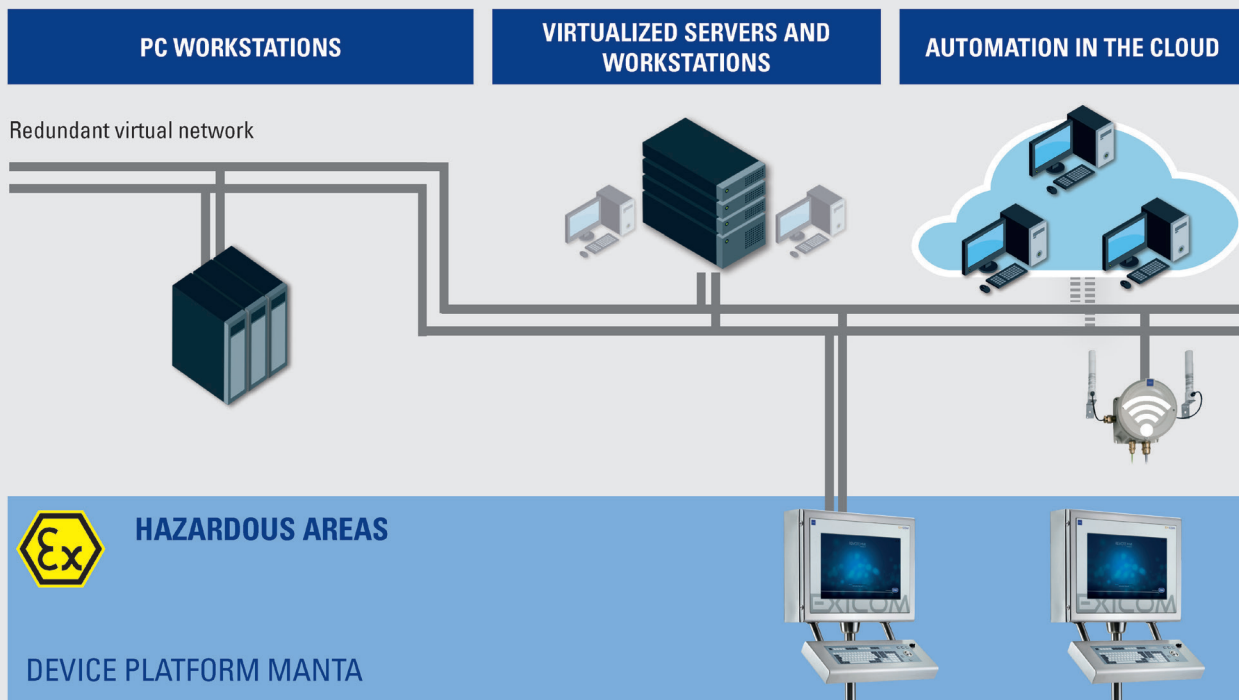 PC WORKSTATIONS
VIRTUALIZED SERVERS AND
WORKSTATIONS
AUTOMATION IN THE CLOUD
Redundant virtual network
Ex
HAZARDOUS AREAS
EXICOM
EXICOM
DEVICE PLATFORM MANTA